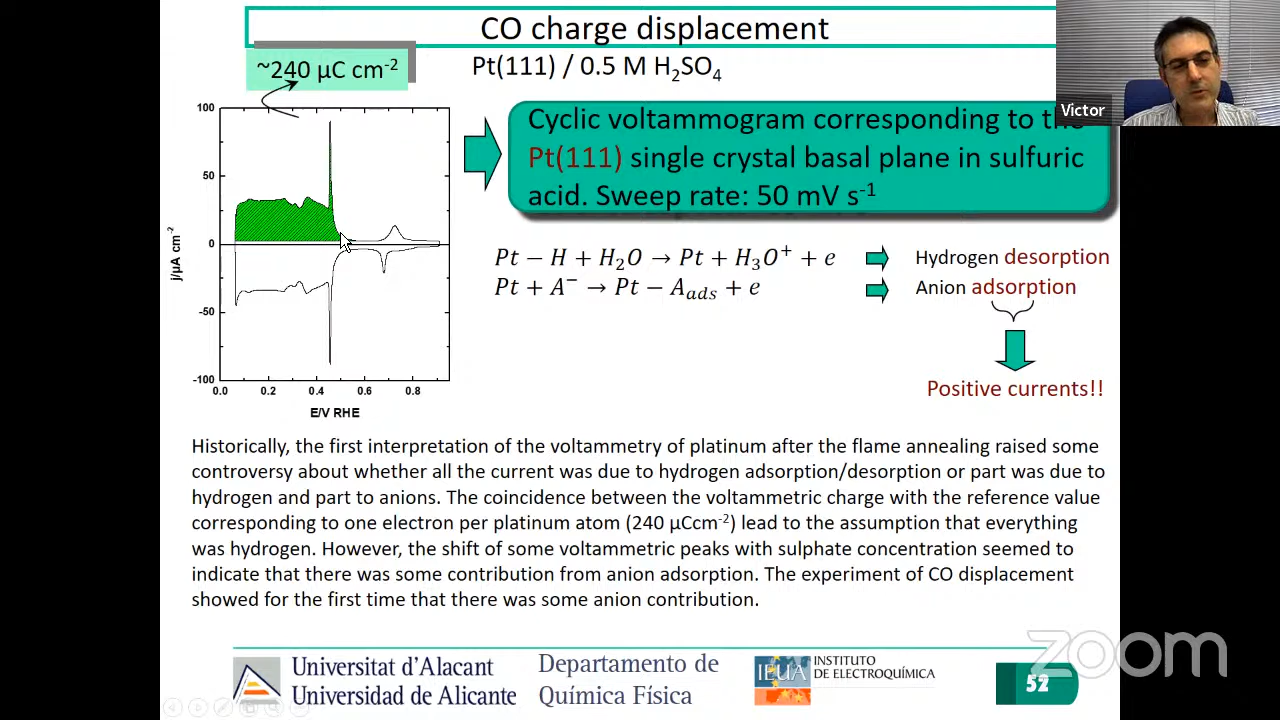 CO charge displacement
~240 µC cm-2
Pt(111) / 0.5 M H2SO4
Victor
Cyclic voltammogram corresponding to the
Pt(111) single crystal basal plane in sulfuric
acid. Sweep rate: 50 mV s-1
100
50
0
-50
-100
j/µA cm-2
0.0 0.2 0.4 0.6 0.8
E/V RHE
Pt − H + H2O → Pt + H3O+ + e
Hydrogen desorption
Pt + A− → Pt − Aads + e
Anion adsorption
Positive currents!!
Historically, the first interpretation of the voltammetry of platinum after the flame annealing raised some
controversy about whether all the current was due to hydrogen adsorption/desorption or part was due to
hydrogen and part to anions. The coincidence between the voltammetric charge with the reference value
corresponding to one electron per platinum atom (240 µCcm-2) lead to the assumption that everything
was hydrogen. However, the shift of some voltammetric peaks with sulphate concentration seemed to
indicate that there was some contribution from anion adsorption. The experiment of CO displacement
showed for the first time that there was some anion contribution.
Universitat d'Alacant
Universidad de Alicante
Departamento de
Química Física
IEUA
INSTITUTO
DE ELECTROQUÍMICA
52
zoom